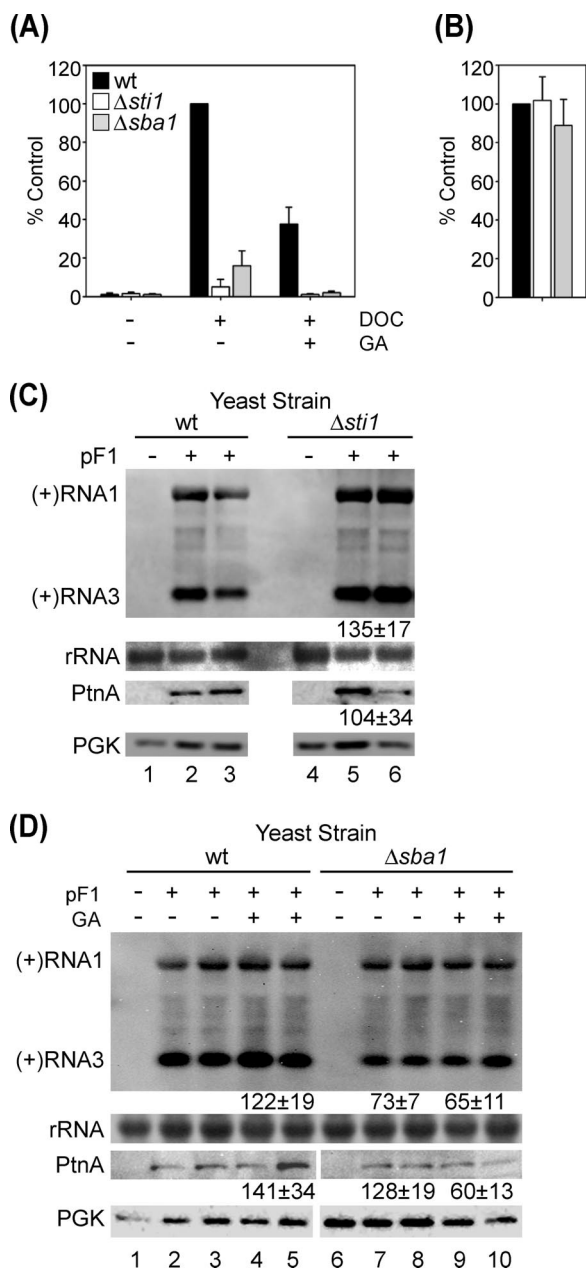 (A)
120
100
80
60
40
20
0
% Control
wt
Δsti1
Δsba1
- + + DOC
- - + GA
(B)
120
100
80
60
40
20
0
% Control
(C)
Yeast Strain
wt Δsti1
pF1 - + + - + +
(+)RNA1
(+)RNA3
135±17
rRNA
PtnA
104±34
PGK
1 2 3 4 5 6
(D)
Yeast Strain
wt Δsba1
pF1 - + + + + - + + + +
GA - - - + + - - - + +
(+)RNA1
(+)RNA3
122±19 73±7 65±11
rRNA
PtnA
141±34 128±19 60±13
PGK
1 2 3 4 5 6 7 8 9 10